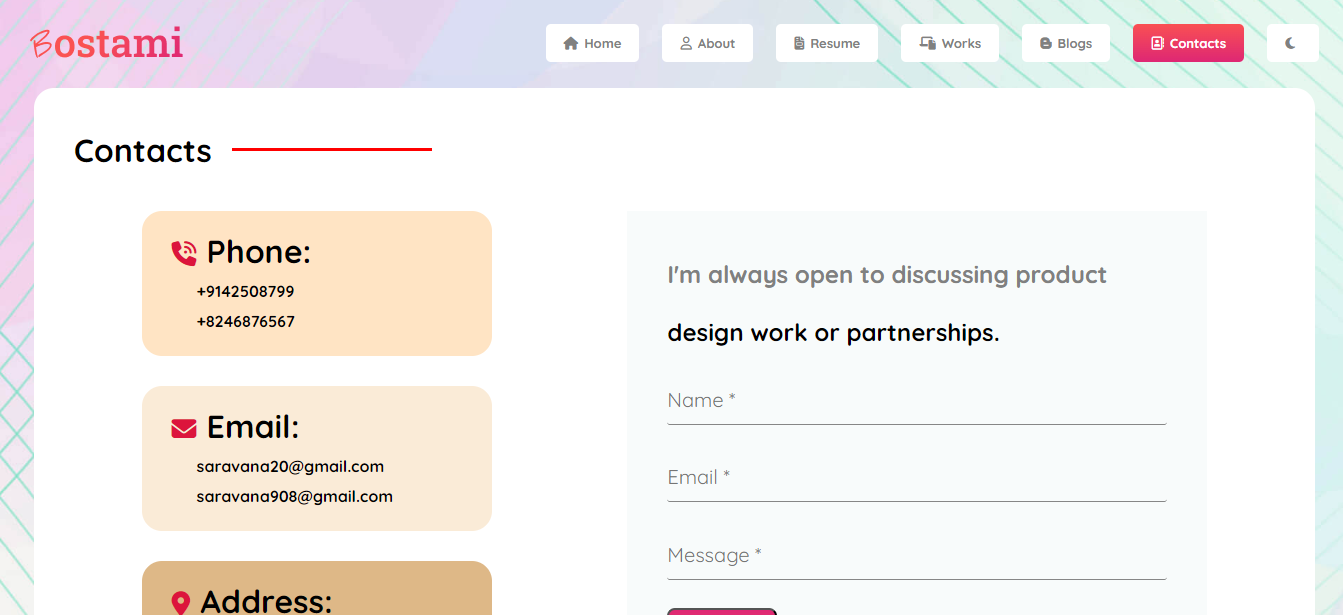 Bostami
Home
About
Resume
Works
Blogs
Contacts
Contacts
Phone:
+9142508799
+8246876567
Email:
saravana20@gmail.com
saravana908@gmail.com
Address:
I'm always open to discussing product
design work or partnerships.
Name *
Email *
Message *